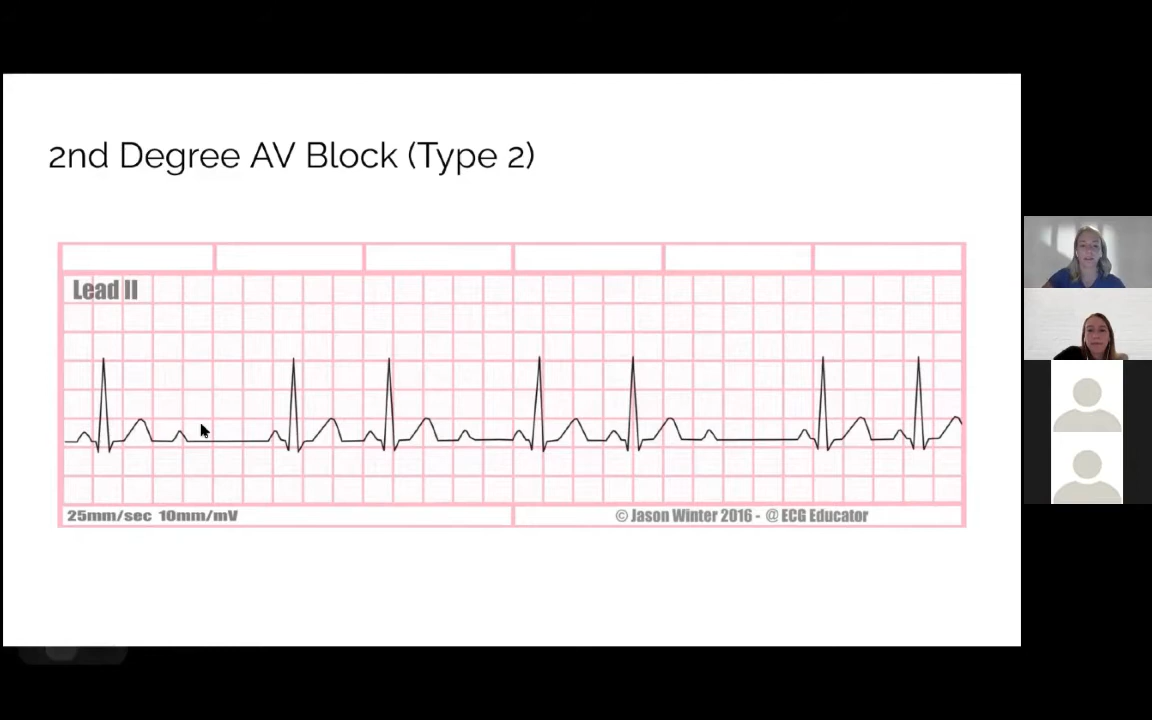 2nd Degree AV Block (Type 2)
Lead II
25mm/sec 10mm/mV
© Jason Winter 2016 - @ ECG Educator